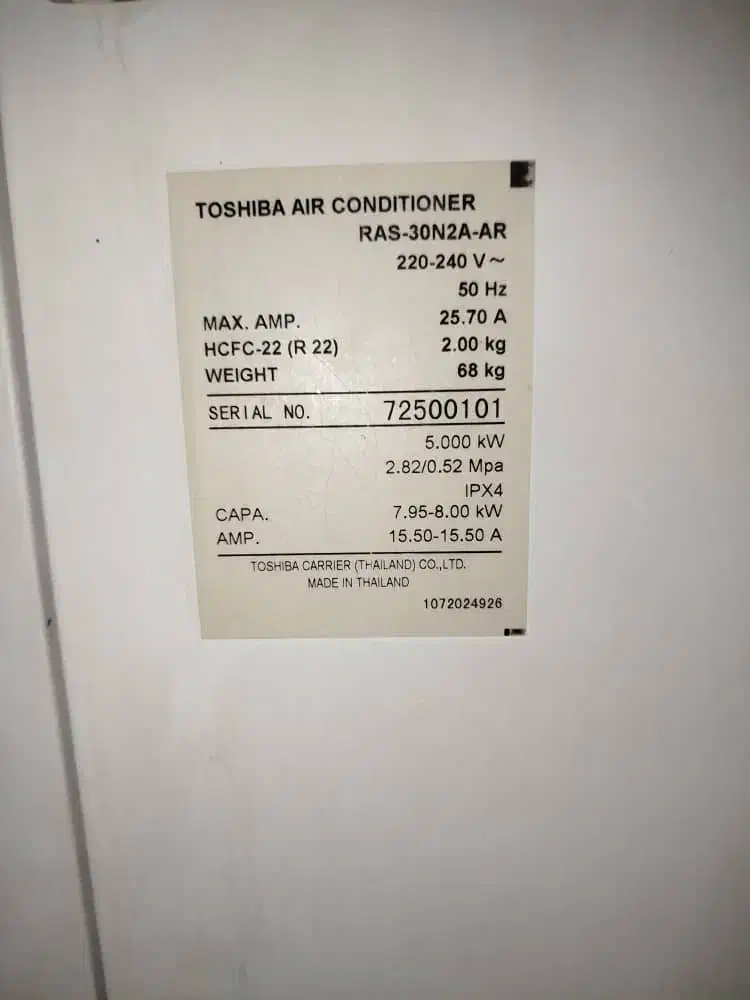 TOSHIBA AIR CONDITIONER
RAS-30N2A-AR
220-240 V～
50 Hz
MAX. AMP. 25.70 A
HCFC-22 (R 22) 2.00 kg
WEIGHT 68 kg
SERIAL NO. 72500101
5.000 kW
2.82/0.52 Mpa
IPX4
CAPA. 7.95-8.00 kW
AMP. 15.50-15.50 A
TOSHIBA CARRIER (THAILAND) CO.,LTD.
MADE IN THAILAND
1072024926